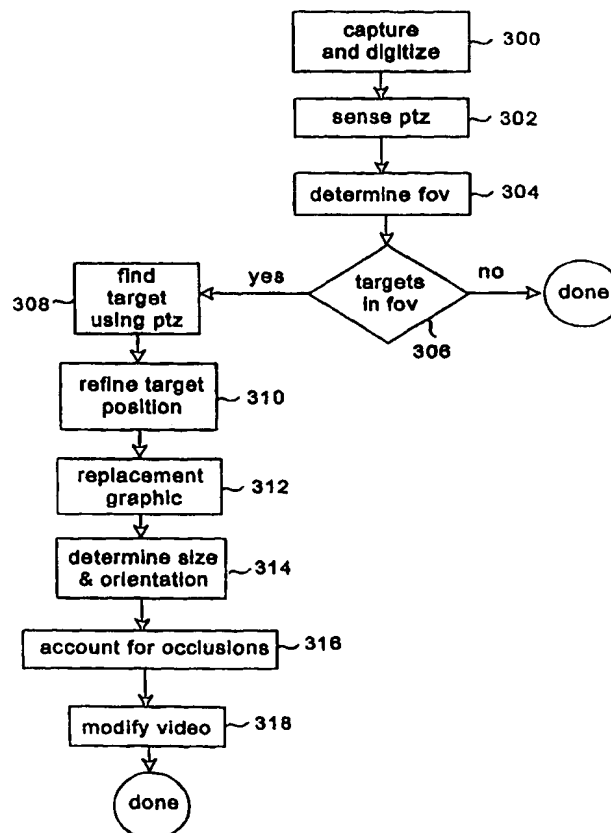 capture
and digitize
300
sense ptz
302
determine fov
304
targets
in fov
306
yes
no
done
find
target
using ptz
308
refine target
position
310
replacement
graphic
312
determine size
& orientation
314
account for occlusions
316
modify video
318
done